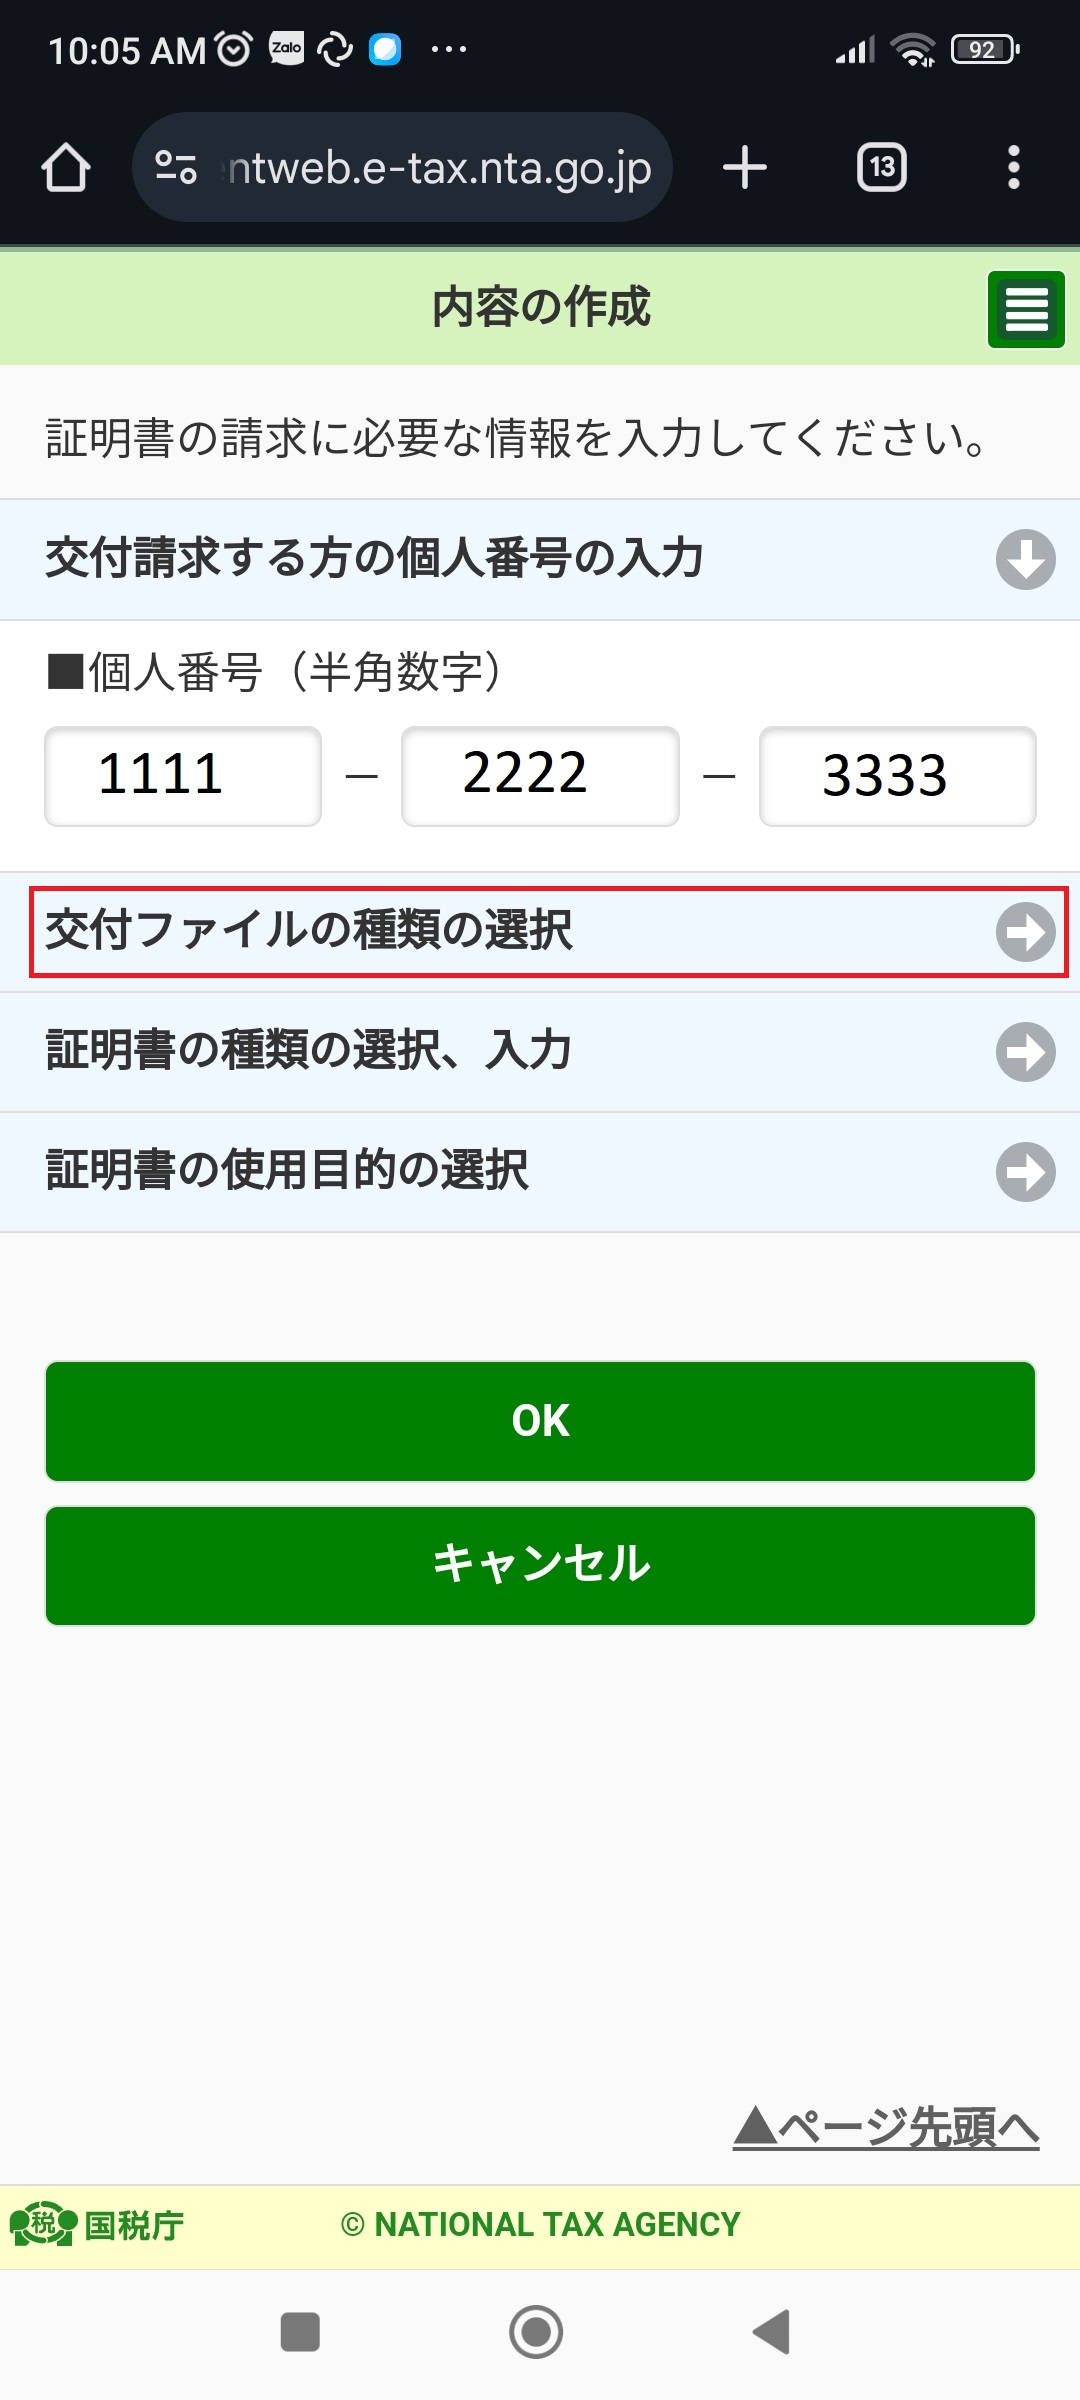 10:05 AM Zalo ... 92
ntweb.e-tax.nta.go.jp 13
内容の作成
証明書の請求に必要な情報を入力してください。
交付請求する方の個人番号の入力
■個人番号（半角数字）
1111 — 2222 — 3333
交付ファイルの種類の選択
証明書の種類の選択、入力
証明書の使用目的の選択
OK
キャンセル
▲ページ先頭へ
税 国税庁 © NATIONAL TAX AGENCY